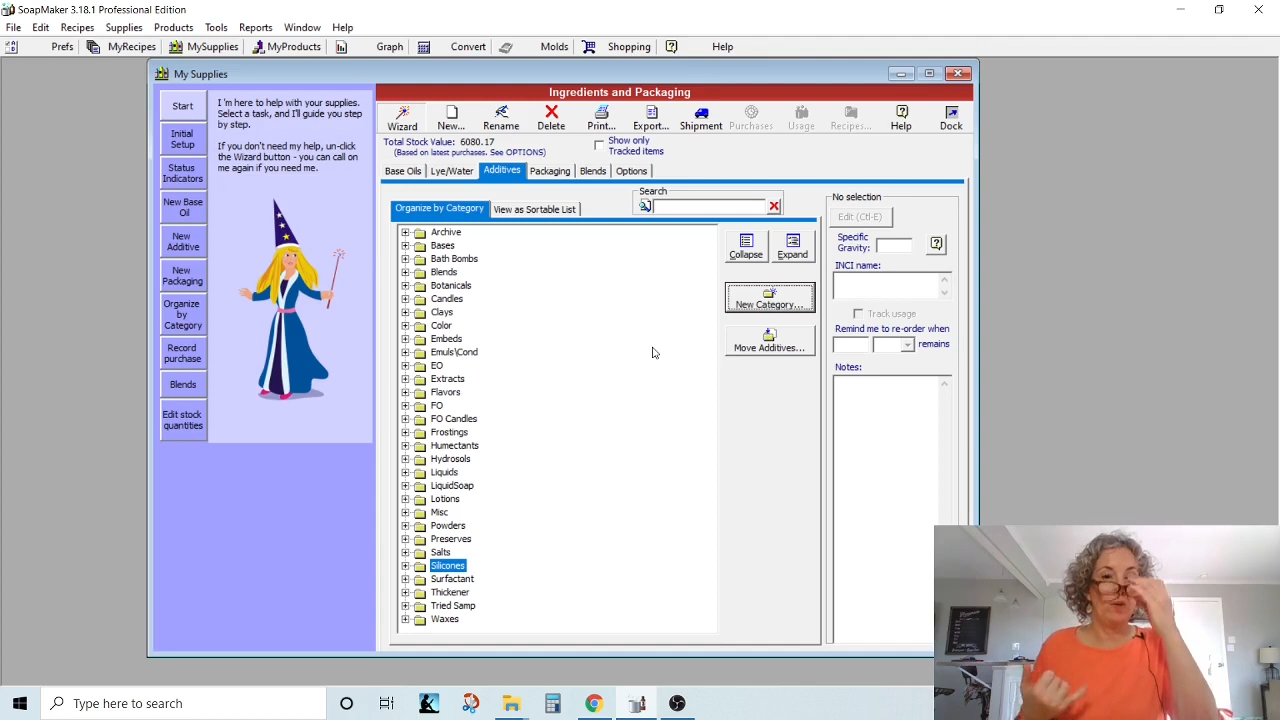 SoapMaker 3.18.1 Professional Edition
File Edit Recipes Supplies Products Tools Reports Window Help
Prefs MyRecipes MySupplies MyProducts Graph Convert Molds Shopping Help
My Supplies
Start
Initial Setup
Status Indicators
New Base Oil
New Additive
New Packaging
Organize by Category
Record purchase
Blends
Edit stock quantities
I 'm here to help with your supplies.
Select a task, and I'll guide you step
by step.
If you don't need my help, un-click
the Wizard button - you can call on
me again if you need me.
Ingredients and Packaging
Wizard New... Rename Delete Print... Export... Shipment Purchases Usage Recipes... Help Dock
Total Stock Value: 6080.17
(Based on latest purchases. See OPTIONS)
Show only
Tracked items
Base Oils Lye/Water Additives Packaging Blends Options
Search
Organize by Category View as Sortable List
Archive
Bases
Bath Bombs
Blends
Botanicals
Candles
Clays
Color
Embeds
Emuls\Cond
EO
Extracts
Flavors
FO
FO Candles
Frostings
Humectants
Hydrosols
Liquids
LiquidSoap
Lotions
Misc
Powders
Preserves
Salts
Silicones
Surfactant
Thickener
Tried Samp
Waxes
Collapse Expand
New Category...
Move Additives...
No selection
Edit (Ctl-E)
Specific
Gravity:
INCI name:
Track usage
Remind me to re-order when
remains
Notes:
Type here to search